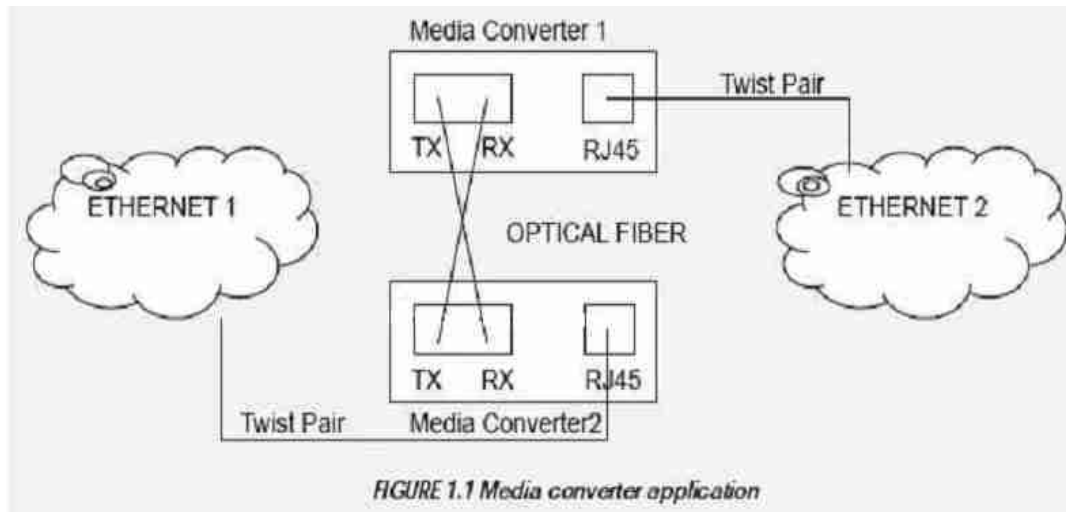 Media Converter 1
TX RX RJ45
Twist Pair
ETHERNET 1
ETHERNET 2
OPTICAL FIBER
TX RX RJ45
Twist Pair
Media Converter2
FIGURE 1.1 Media converter application